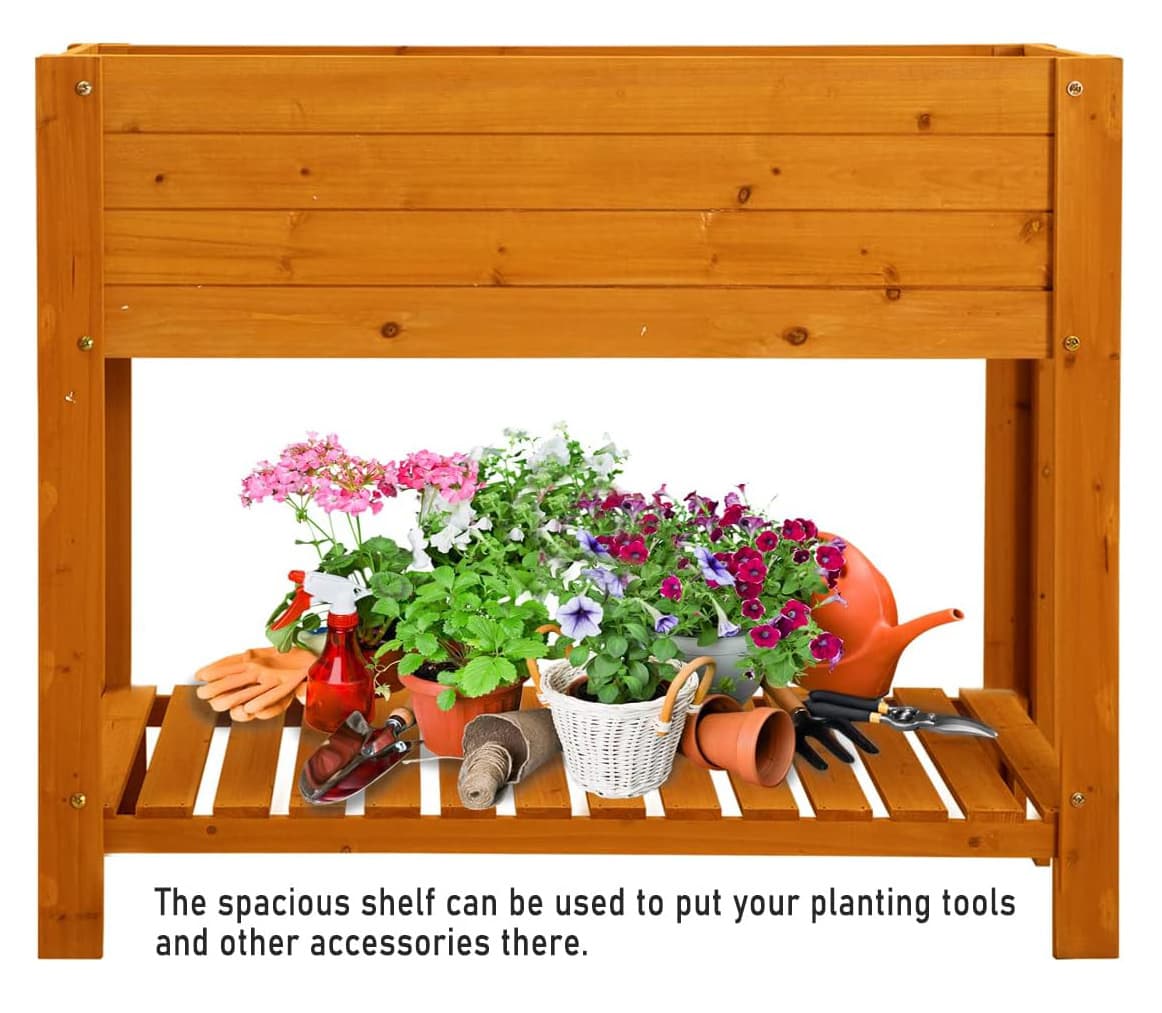 The spacious shelf can be used to put your planting tools
and other accessories there.